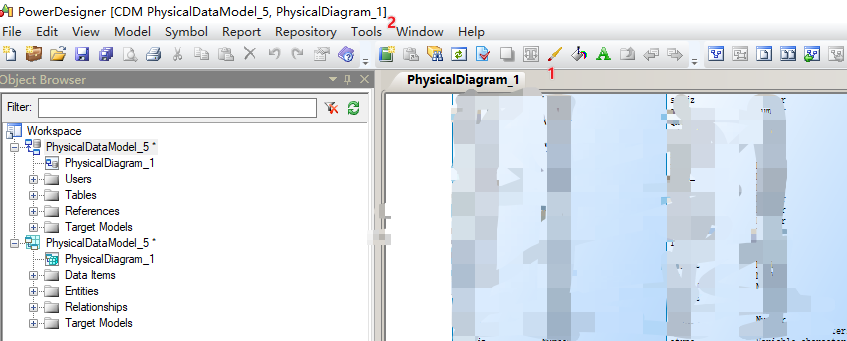 PowerDesigner [CDM PhysicalDataModel_5, PhysicalDiagram_1]
2
File Edit View Model Symbol Report Repository Tools Window Help
1
Object Browser
PhysicalDiagram_1
Filter:
Workspace
PhysicalDataModel_5 *
PhysicalDiagram_1
Users
Tables
References
Target Models
PhysicalDataModel_5 *
PhysicalDiagram_1
Data Items
Entities
Relationships
Target Models